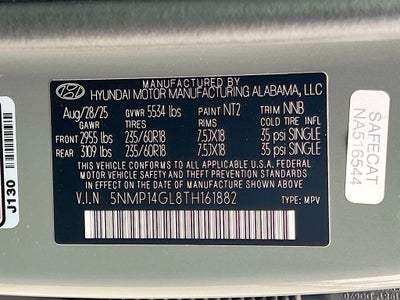 MANUFACTURED BY
HYUNDAI MOTOR MANUFACTURING ALABAMA, LLC
Aug/28/25 GVWR 5534 lbs PAINT NT2 TRIM NNB
GAWR TIRES RIMS COLD TIRE INFL
FRONT 2955 lbs 235/60R18 7.5JX18 35 psi SINGLE
REAR 3109 lbs 235/60R18 7.5JX18 35 psi SINGLE
THIS VEHICLE CONFORMS TO ALL APPLICABLE U.S. FEDERAL
MOTOR VEHICLE SAFETY STANDARDS IN EFFECT ON THE
DATE OF MANUFACTURE SHOWN ABOVE.
V.I.N 5NMP14GL8TH161882 TYPE: MPV
SAFECAT
NA516544
J130